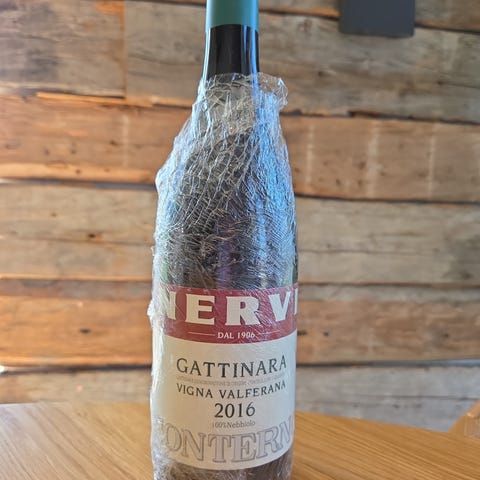 NERVI
DAL 1906
GATTINARA
VIGNA VALFERANA
2016
100% Nebbiolo
CONTERNO